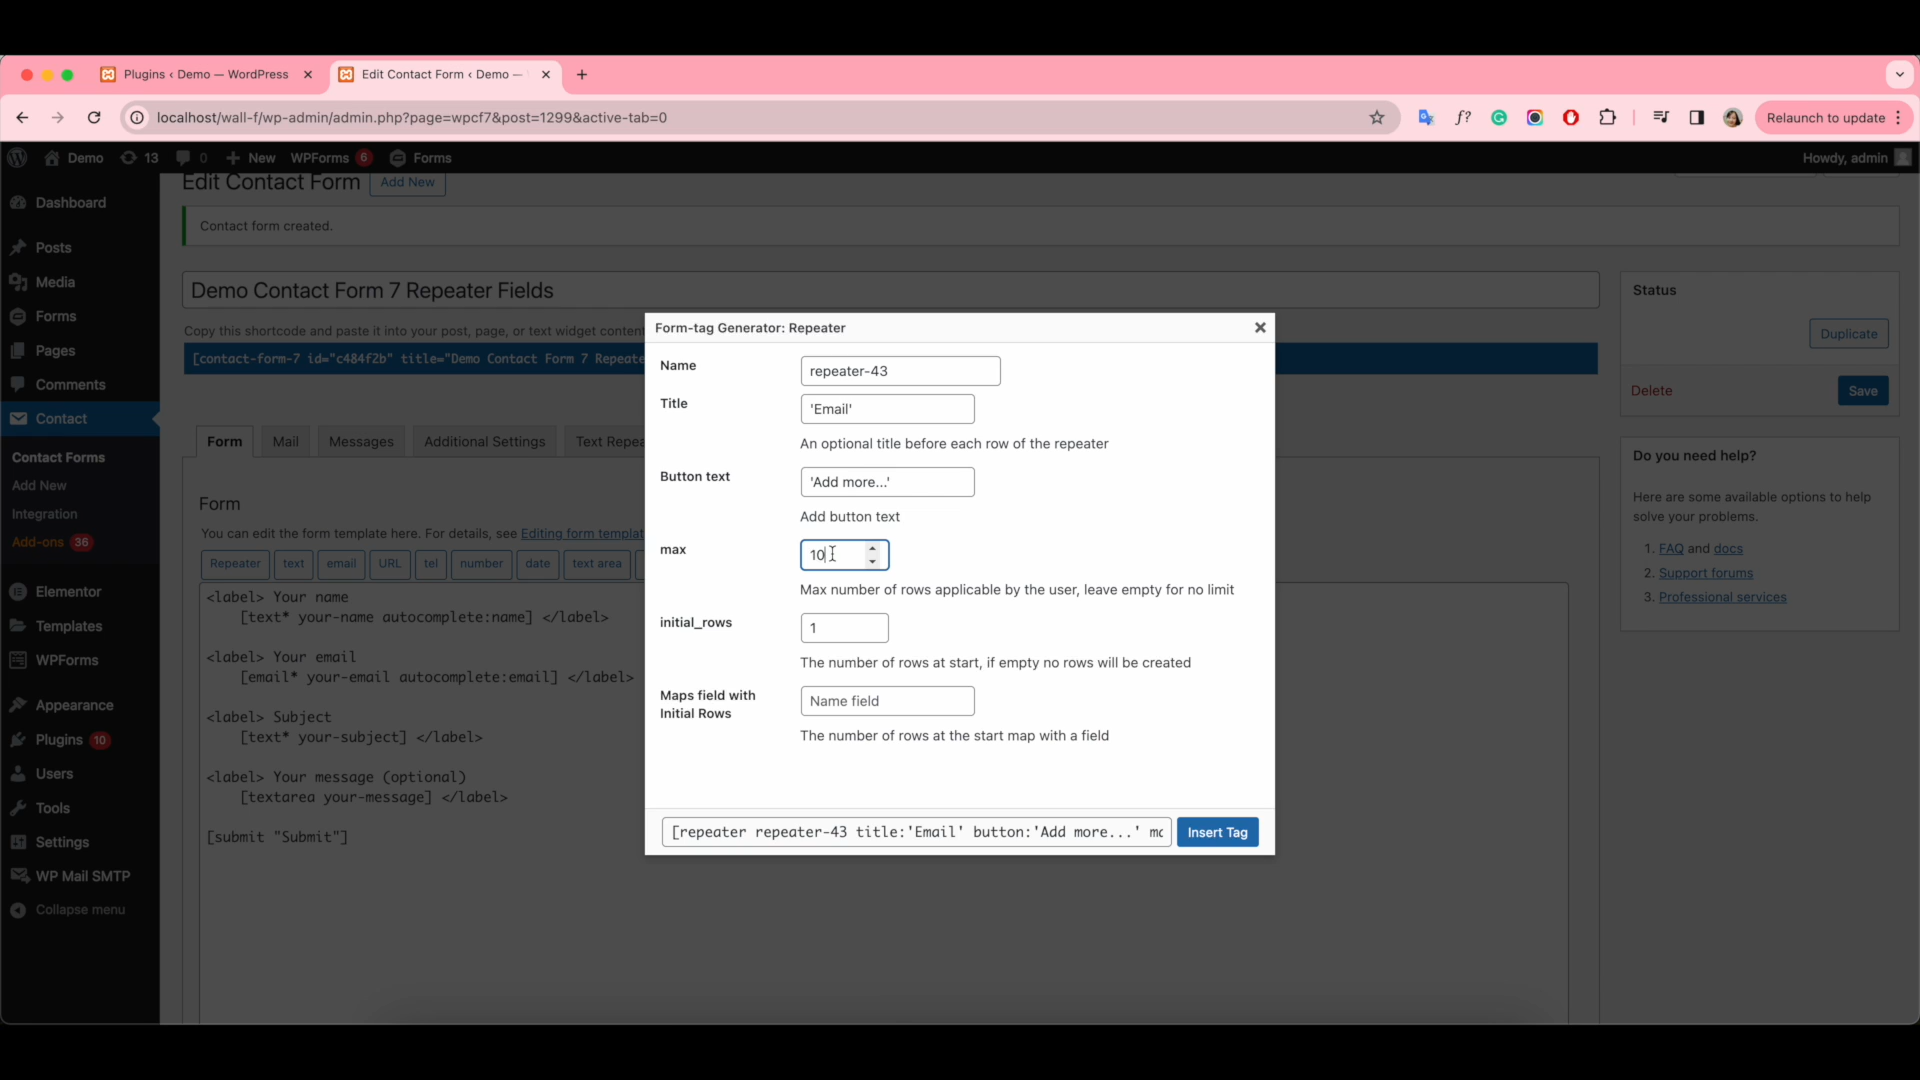 Plugins ‹ Demo — WordPress
Edit Contact Form ‹ Demo —
localhost/wall-f/wp-admin/admin.php?page=wpcf7&post=1299&active-tab=0
Relaunch to update
Demo 13 0 New WPForms 6 Forms
Howdy, admin
Dashboard
Posts
Media
Forms
Pages
Comments
Contact
Contact Forms
Add New
Integration
Add-ons 36
Elementor
Templates
WPForms
Appearance
Plugins 10
Users
Tools
Settings
WP Mail SMTP
Collapse menu
Edit Contact Form Add New
Contact form created.
Demo Contact Form 7 Repeater Fields
Copy this shortcode and paste it into your post, page, or text widget content
[contact-form-7 id="c484f2b" title="Demo Contact Form 7 Repeate
Form Mail Messages Additional Settings Text Repea
Form
You can edit the form template here. For details, see Editing form templat
Repeater text email URL tel number date text area
<label> Your name
[text* your-name autocomplete:name] </label>
<label> Your email
[email* your-email autocomplete:email] </label>
<label> Subject
[text* your-subject] </label>
<label> Your message (optional)
[textarea your-message] </label>
[submit "Submit"]
Form-tag Generator: Repeater
Name
repeater-43
Title
'Email'
An optional title before each row of the repeater
Button text
'Add more...'
Add button text
max
10
Max number of rows applicable by the user, leave empty for no limit
initial_rows
1
The number of rows at start, if empty no rows will be created
Maps field with
Initial Rows
Name field
The number of rows at the start map with a field
[repeater repeater-43 title:'Email' button:'Add more...'
Insert Tag
Status
Duplicate
Delete
Save
Do you need help?
Here are some available options to help
solve your problems.
1. FAQ and docs
2. Support forums
3. Professional services